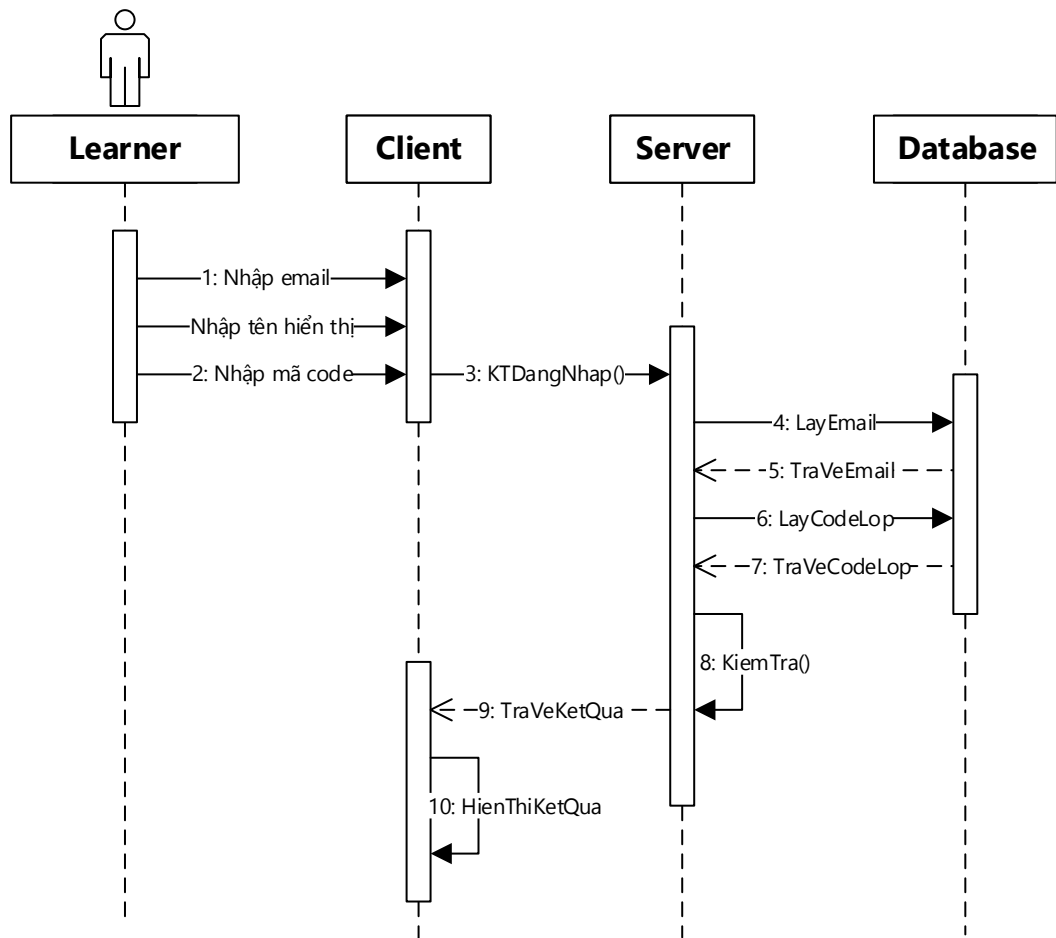 Learner
Client
Server
Database
1: Nhập email
Nhập tên hiển thị
2: Nhập mã code
3: KTDangNhap()
4: LayEmail
5: TraVeEmail
6: LayCodeLop
7: TraVeCodeLop
8: KiemTra()
9: TraVeKetQua
10: HienThiKetQua